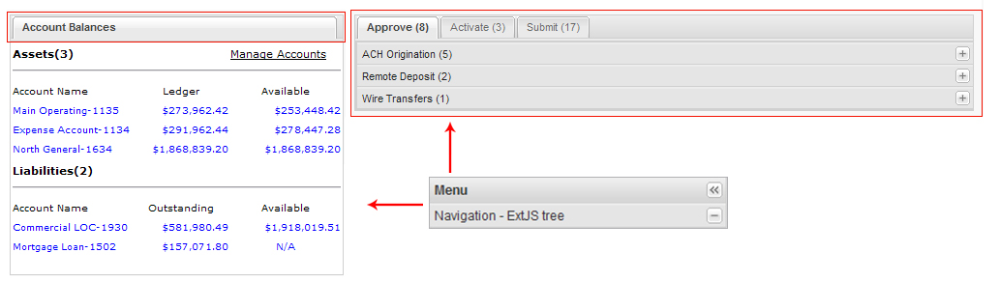 Account Balances
Assets(3) Manage Accounts
Account Name Ledger Available
Main Operating-1135 $273,962.42 $253,448.42
Expense Account-1134 $291,962.44 $278,447.28
North General-1634 $1,868,839.20 $1,868,839.20
Liabilities(2)
Account Name Outstanding Available
Commercial LOC-1930 $581,980.49 $1,918,019.51
Mortgage Loan-1502 $157,071.80 N/A
Approve (8) Activate (3) Submit (17)
ACH Origination (5)
Remote Deposit (2)
Wire Transfers (1)
Menu
Navigation - ExtJS tree